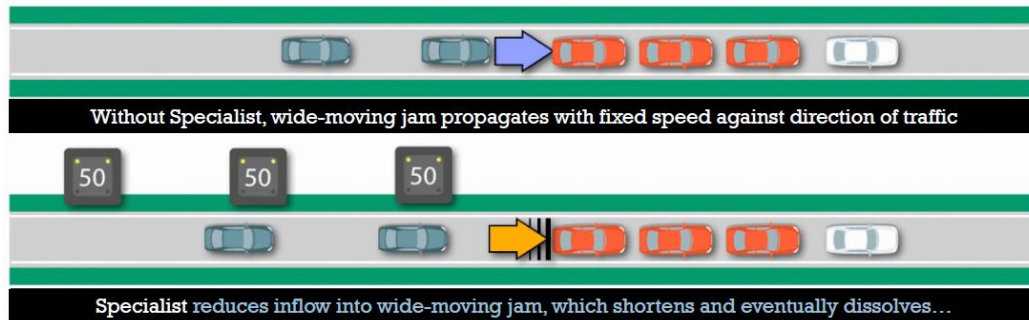 Without Specialist, wide-moving jam propagates with fixed speed against direction of traffic
50 50 50
Specialist reduces inflow into wide-moving jam, which shortens and eventually dissolves…